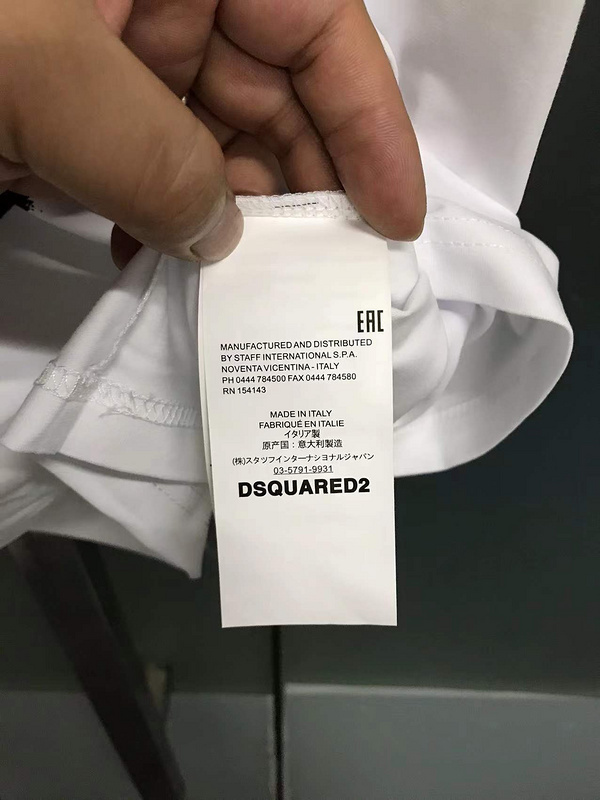 EAC
MANUFACTURED AND DISTRIBUTED
BY STAFF INTERNATIONAL S.P.A.
NOVENTA VICENTINA - ITALY
PH 0444 784500 FAX 0444 784580
RN 154143
MADE IN ITALY
FABRIQUÉ EN ITALIE
イタリア製
原产国：意大利製造
(株)スタッフインターナショナルジャパン
03-5791-9931
DSQUARED2